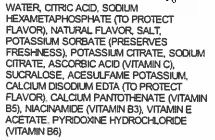 WATER, CITRIC ACID, SODIUM
HEXAMETAPHOSPHATE (TO PROTECT
FLAVOR), NATURAL FLAVOR, SALT,
POTASSIUM SORBATE (PRESERVES
FRESHNESS), POTASSIUM CITRATE, SODIUM
CITRATE, ASCORBIC ACID (VITAMIN C),
SUCRALOSE, ACESULFAME POTASSIUM,
CALCIUM DISODIUM EDTA (TO PROTECT
FLAVOR), CALCIUM PANTOTHENATE (VITAMIN
B5), NIACINAMIDE (VITAMIN B3), VITAMIN E
ACETATE, PYRIDOXINE HYDROCHLORIDE
(VITAMIN B6)